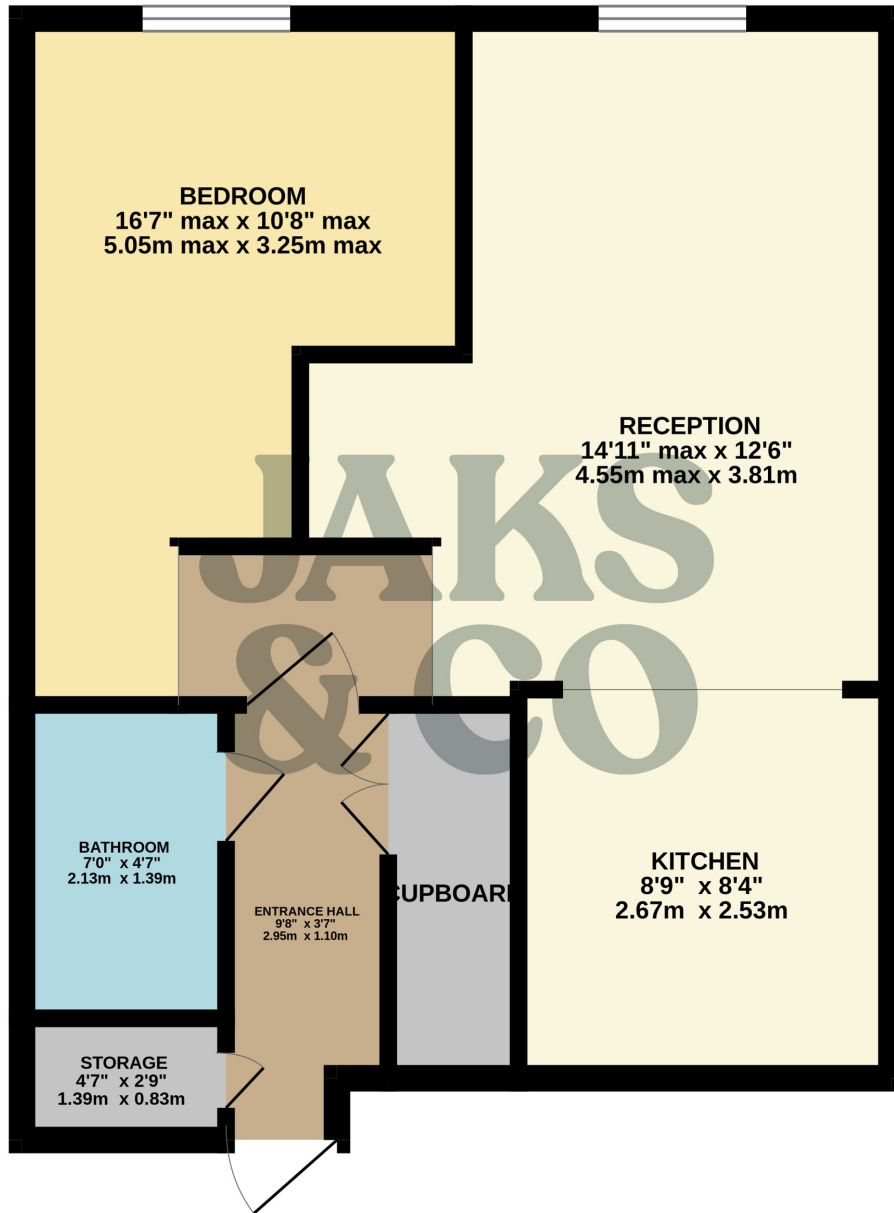 BEDROOM
16'7" max x 10'8" max
5.05m max x 3.25m max
RECEPTION
14'11" max x 12'6"
4.55m max x 3.81m
JAKS
& CO
BATHROOM
7'0" x 4'7"
2.13m x 1.39m
ENTRANCE HALL
9'8" x 3'7"
2.95m x 1.10m
CUPBOARD
KITCHEN
8'9" x 8'4"
2.67m x 2.53m
STORAGE
4'7" x 2'9"
1.39m x 0.83m